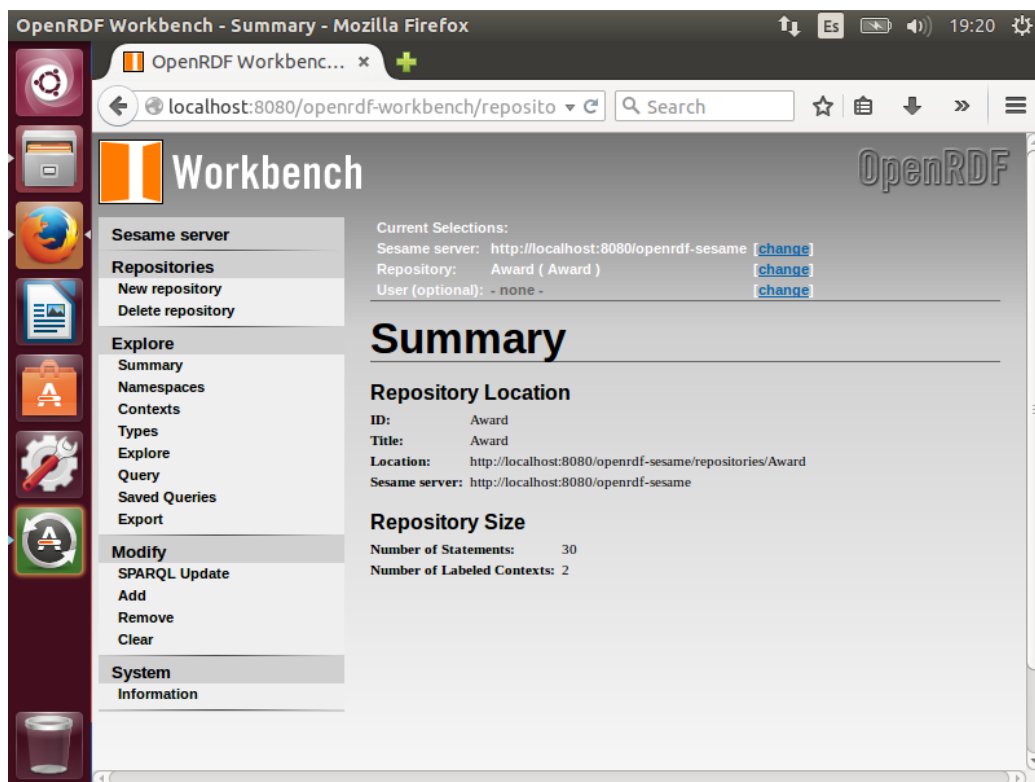 OpenRDF Workbench - Summary - Mozilla Firefox
Es
19:20
OpenRDF Workbenc...
localhost:8080/openrdf-workbench/reposito
Search
Workbench
OpenRDF
Sesame server
Repositories
New repository
Delete repository
Explore
Summary
Namespaces
Contexts
Types
Explore
Query
Saved Queries
Export
Modify
SPARQL Update
Add
Remove
Clear
System
Information
Current Selections:
Sesame server: http://localhost:8080/openrdf-sesame [change]
Repository: Award ( Award ) [change]
User (optional): - none - [change]
Summary
Repository Location
ID: Award
Title: Award
Location: http://localhost:8080/openrdf-sesame/repositories/Award
Sesame server: http://localhost:8080/openrdf-sesame
Repository Size
Number of Statements: 30
Number of Labeled Contexts: 2